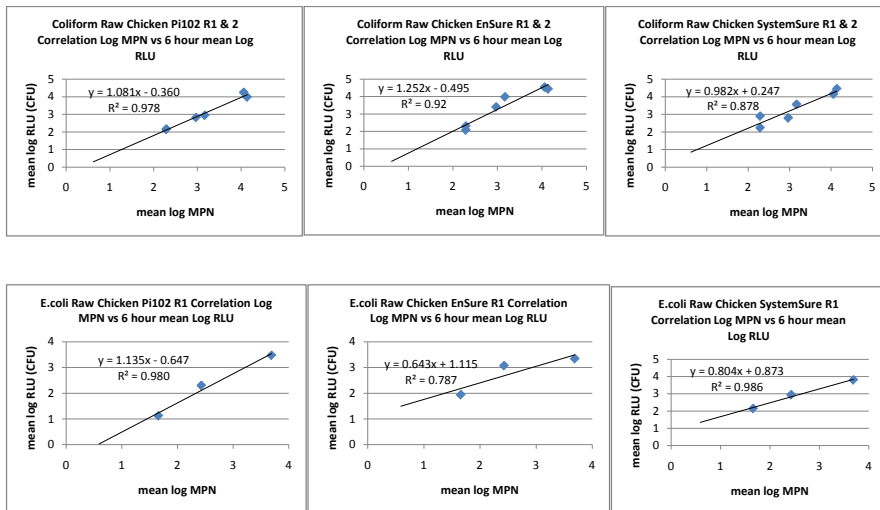 Coliform Raw Chicken Pi102 R1 & 2
Correlation Log MPN vs 6 hour mean Log
RLU
mean log RLU (CFU)
5
4
3
2
1
0
y = 1.081x - 0.360
R² = 0.978
0 1 2 3 4 5
mean log MPN
Coliform Raw Chicken EnSure R1 & 2
Correlation Log MPN vs 6 hour mean Log
RLU
mean log RLU (CFU)
5
4
3
2
1
0
y = 1.252x - 0.495
R² = 0.92
0 1 2 3 4 5
mean log MPN
Coliform Raw Chicken SystemSure R1 & 2
Correlation Log MPN vs 6 hour mean Log
RLU
mean log RLU (CFU)
5
4
3
2
1
0
y = 0.982x + 0.247
R² = 0.878
0 1 2 3 4 5
mean log MPN
E.coli Raw Chicken Pi102 R1 Correlation Log
MPN vs 6 hour mean Log RLU
mean log RLU (CFU)
4
3
2
1
0
y = 1.135x - 0.647
R² = 0.980
0 1 2 3 4
mean log MPN
E.coli Raw Chicken EnSure R1 Correlation
Log MPN vs 6 hour mean Log RLU
mean log RLU (CFU)
4
3
2
1
0
y = 0.643x + 1.115
R² = 0.787
0 1 2 3 4
mean log MPN
E.coli Raw Chicken SystemSure R1
Correlation Log MPN vs 6 hour mean
Log RLU
mean log RLU (CFU)
5
4
3
2
1
0
y = 0.804x + 0.873
R² = 0.986
0 1 2 3 4
mean log MPN